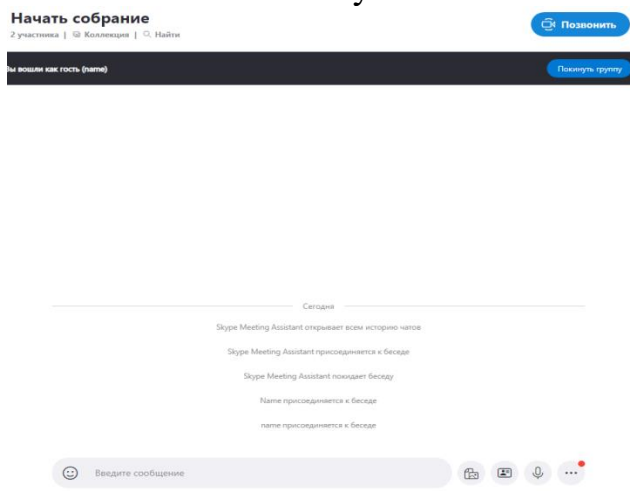 Начать собрание
Позвонить
2 участника | Коллекция | Найти
Вы вошли как гость (name)
Покинуть группу
Сегодня
Skype Meeting Assistant открывает всем историю чатов
Skype Meeting Assistant присоединяется к беседе
Skype Meeting Assistant покидает беседу
Name присоединяется к беседе
name присоединяется к беседе
Введите сообщение